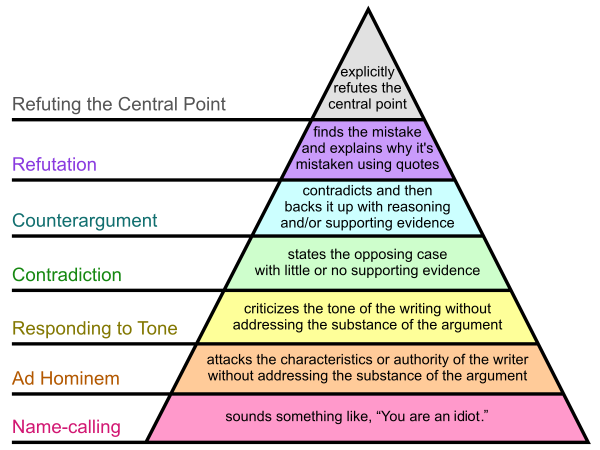 explicitly
refutes the
central point
Refuting the Central Point
finds the mistake
and explains why it's
mistaken using quotes
Refutation
contradicts and then
backs it up with reasoning
and/or supporting evidence
Counterargument
states the opposing case
with little or no supporting evidence
Contradiction
criticizes the tone of the writing without
addressing the substance of the argument
Responding to Tone
attacks the characteristics or authority of the writer
without addressing the substance of the argument
Ad Hominem
sounds something like, “You are an idiot.”
Name-calling